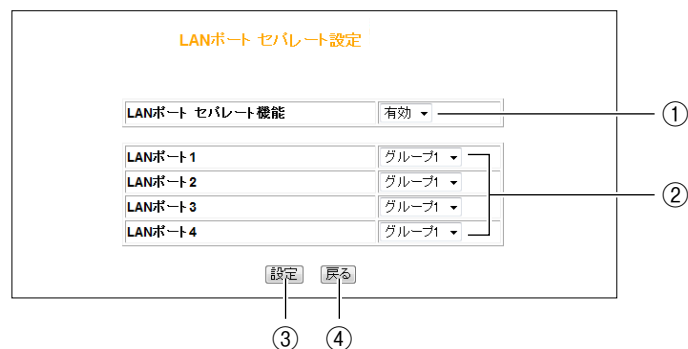 LANポート セパレート設定
LANポート セパレート機能 有効 ①
LANポート1 グループ1
LANポート2 グループ1 ②
LANポート3 グループ1
LANポート4 グループ1
設定 戻る
③ ④